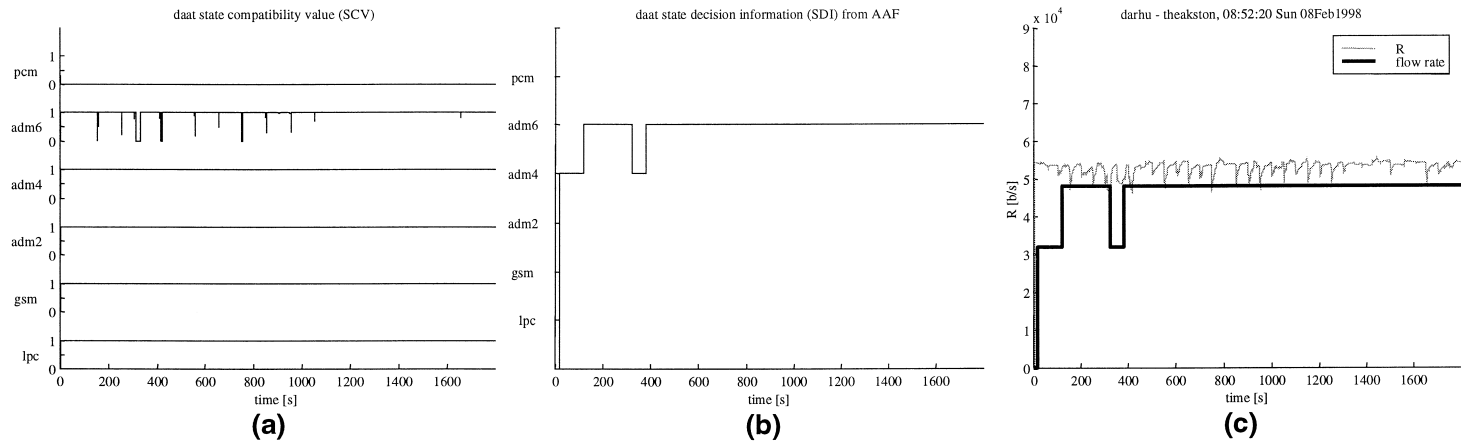 daat state compatibility value (SCV)
1
pcm
0
1
adm6
0
1
adm4
0
1
adm2
0
1
gsm
0
1
lpc
0
0 200 400 600 800 1000 1200 1400 1600
time [s]
(a)
daat state decision information (SDI) from AAF
pcm
adm6
adm4
adm2
gsm
lpc
0 200 400 600 800 1000 1200 1400 1600
time [s]
(b)
darhu - theakston, 08:52:20 Sun 08Feb1998
x 10^4
R
flow rate
9
8
7
6
5
4
3
2
1
0
R [b/s]
0 200 400 600 800 1000 1200 1400 1600
time [s]
(c)